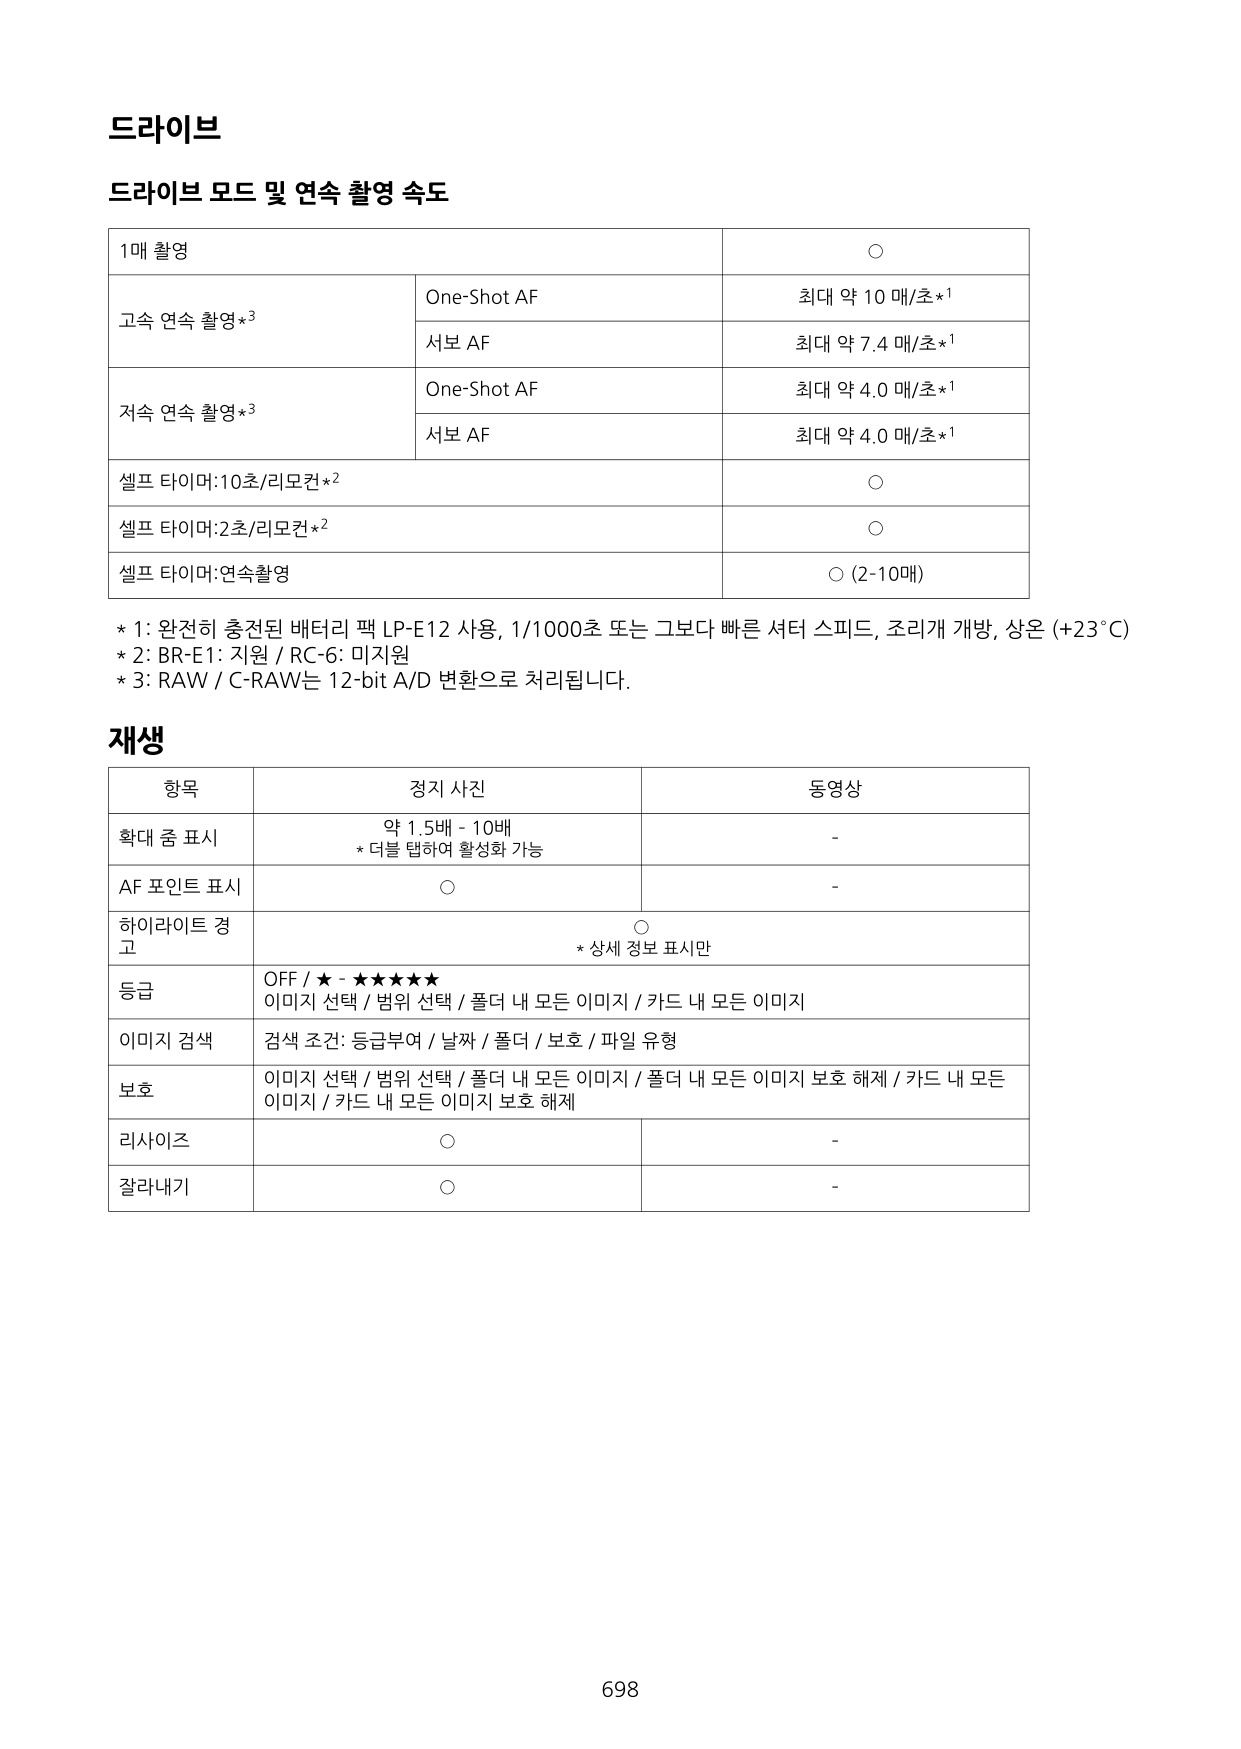 드라이브
드라이브 모드 및 연속 촬영 속도
1매 촬영 ○
고속 연속 촬영*3 One-Shot AF 최대 약 10 매/초*1
서보 AF 최대 약 7.4 매/초*1
저속 연속 촬영*3 One-Shot AF 최대 약 4.0 매/초*1
서보 AF 최대 약 4.0 매/초*1
셀프 타이머:10초/리모컨*2 ○
셀프 타이머:2초/리모컨*2 ○
셀프 타이머:연속촬영 ○ (2-10매)
* 1: 완전히 충전된 배터리 팩 LP-E12 사용, 1/1000초 또는 그보다 빠른 셔터 스피드, 조리개 개방, 상온 (+23°C)
* 2: BR-E1: 지원 / RC-6: 미지원
* 3: RAW / C-RAW는 12-bit A/D 변환으로 처리됩니다.
재생
항목 정지 사진 동영상
확대 줌 표시 약 1.5배 - 10배 -
* 더블 탭하여 활성화 가능
AF 포인트 표시 ○ -
하이라이트 경 ○
고 * 상세 정보 표시만
등급 OFF / ★ - ★★★★★
이미지 선택 / 범위 선택 / 폴더 내 모든 이미지 / 카드 내 모든 이미지
이미지 검색 검색 조건: 등급부여 / 날짜 / 폴더 / 보호 / 파일 유형
보호 이미지 선택 / 범위 선택 / 폴더 내 모든 이미지 / 폴더 내 모든 이미지 보호 해제 / 카드 내 모든
이미지 / 카드 내 모든 이미지 보호 해제
리사이즈 ○ -
잘라내기 ○ -
698